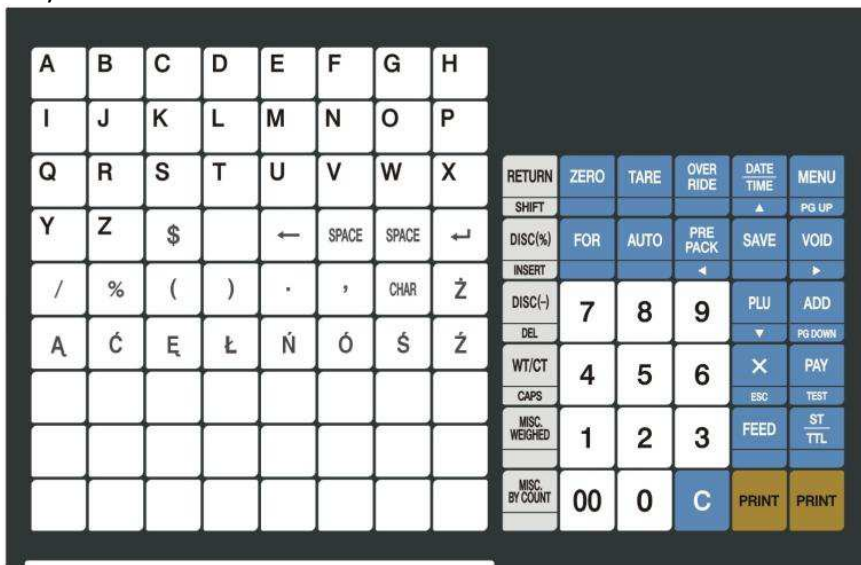 A B C D E F G H
I J K L M N O P
Q R S T U V W X
RETURN ZERO TARE OVER RIDE DATE TIME MENU
SHIFT ▲ PG UP
Y Z $ ← SPACE SPACE ↵
DISC(%) FOR AUTO PRE PACK SAVE VOID
INSERT ◄ ►
/ % ( ) . , CHAR Ż
DISC(-) 7 8 9 PLU ADD
DEL ▼ PG DOWN
Ą Ć Ę Ł Ń Ó Ś Ź
WT/CT 4 5 6 × PAY
CAPS ESC TEST
MISC. WEIGHED 1 2 3 FEED ST TTL
MISC. BY COUNT 00 0 C PRINT PRINT